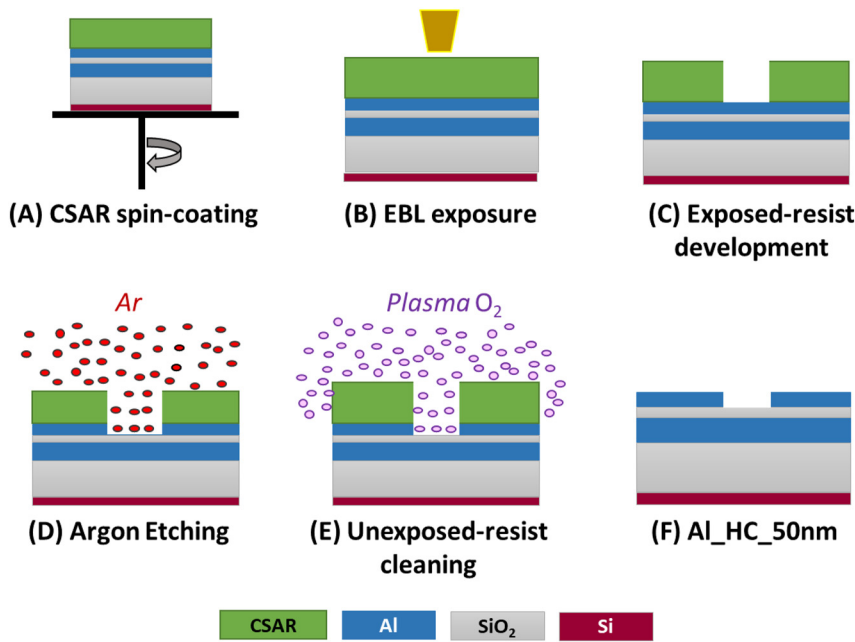 (A) CSAR spin-coating
(B) EBL exposure
(C) Exposed-resist
development
Ar
Plasma O₂
(D) Argon Etching
(E) Unexposed-resist
cleaning
(F) Al_HC_50nm
CSAR
Al
SiO₂
Si